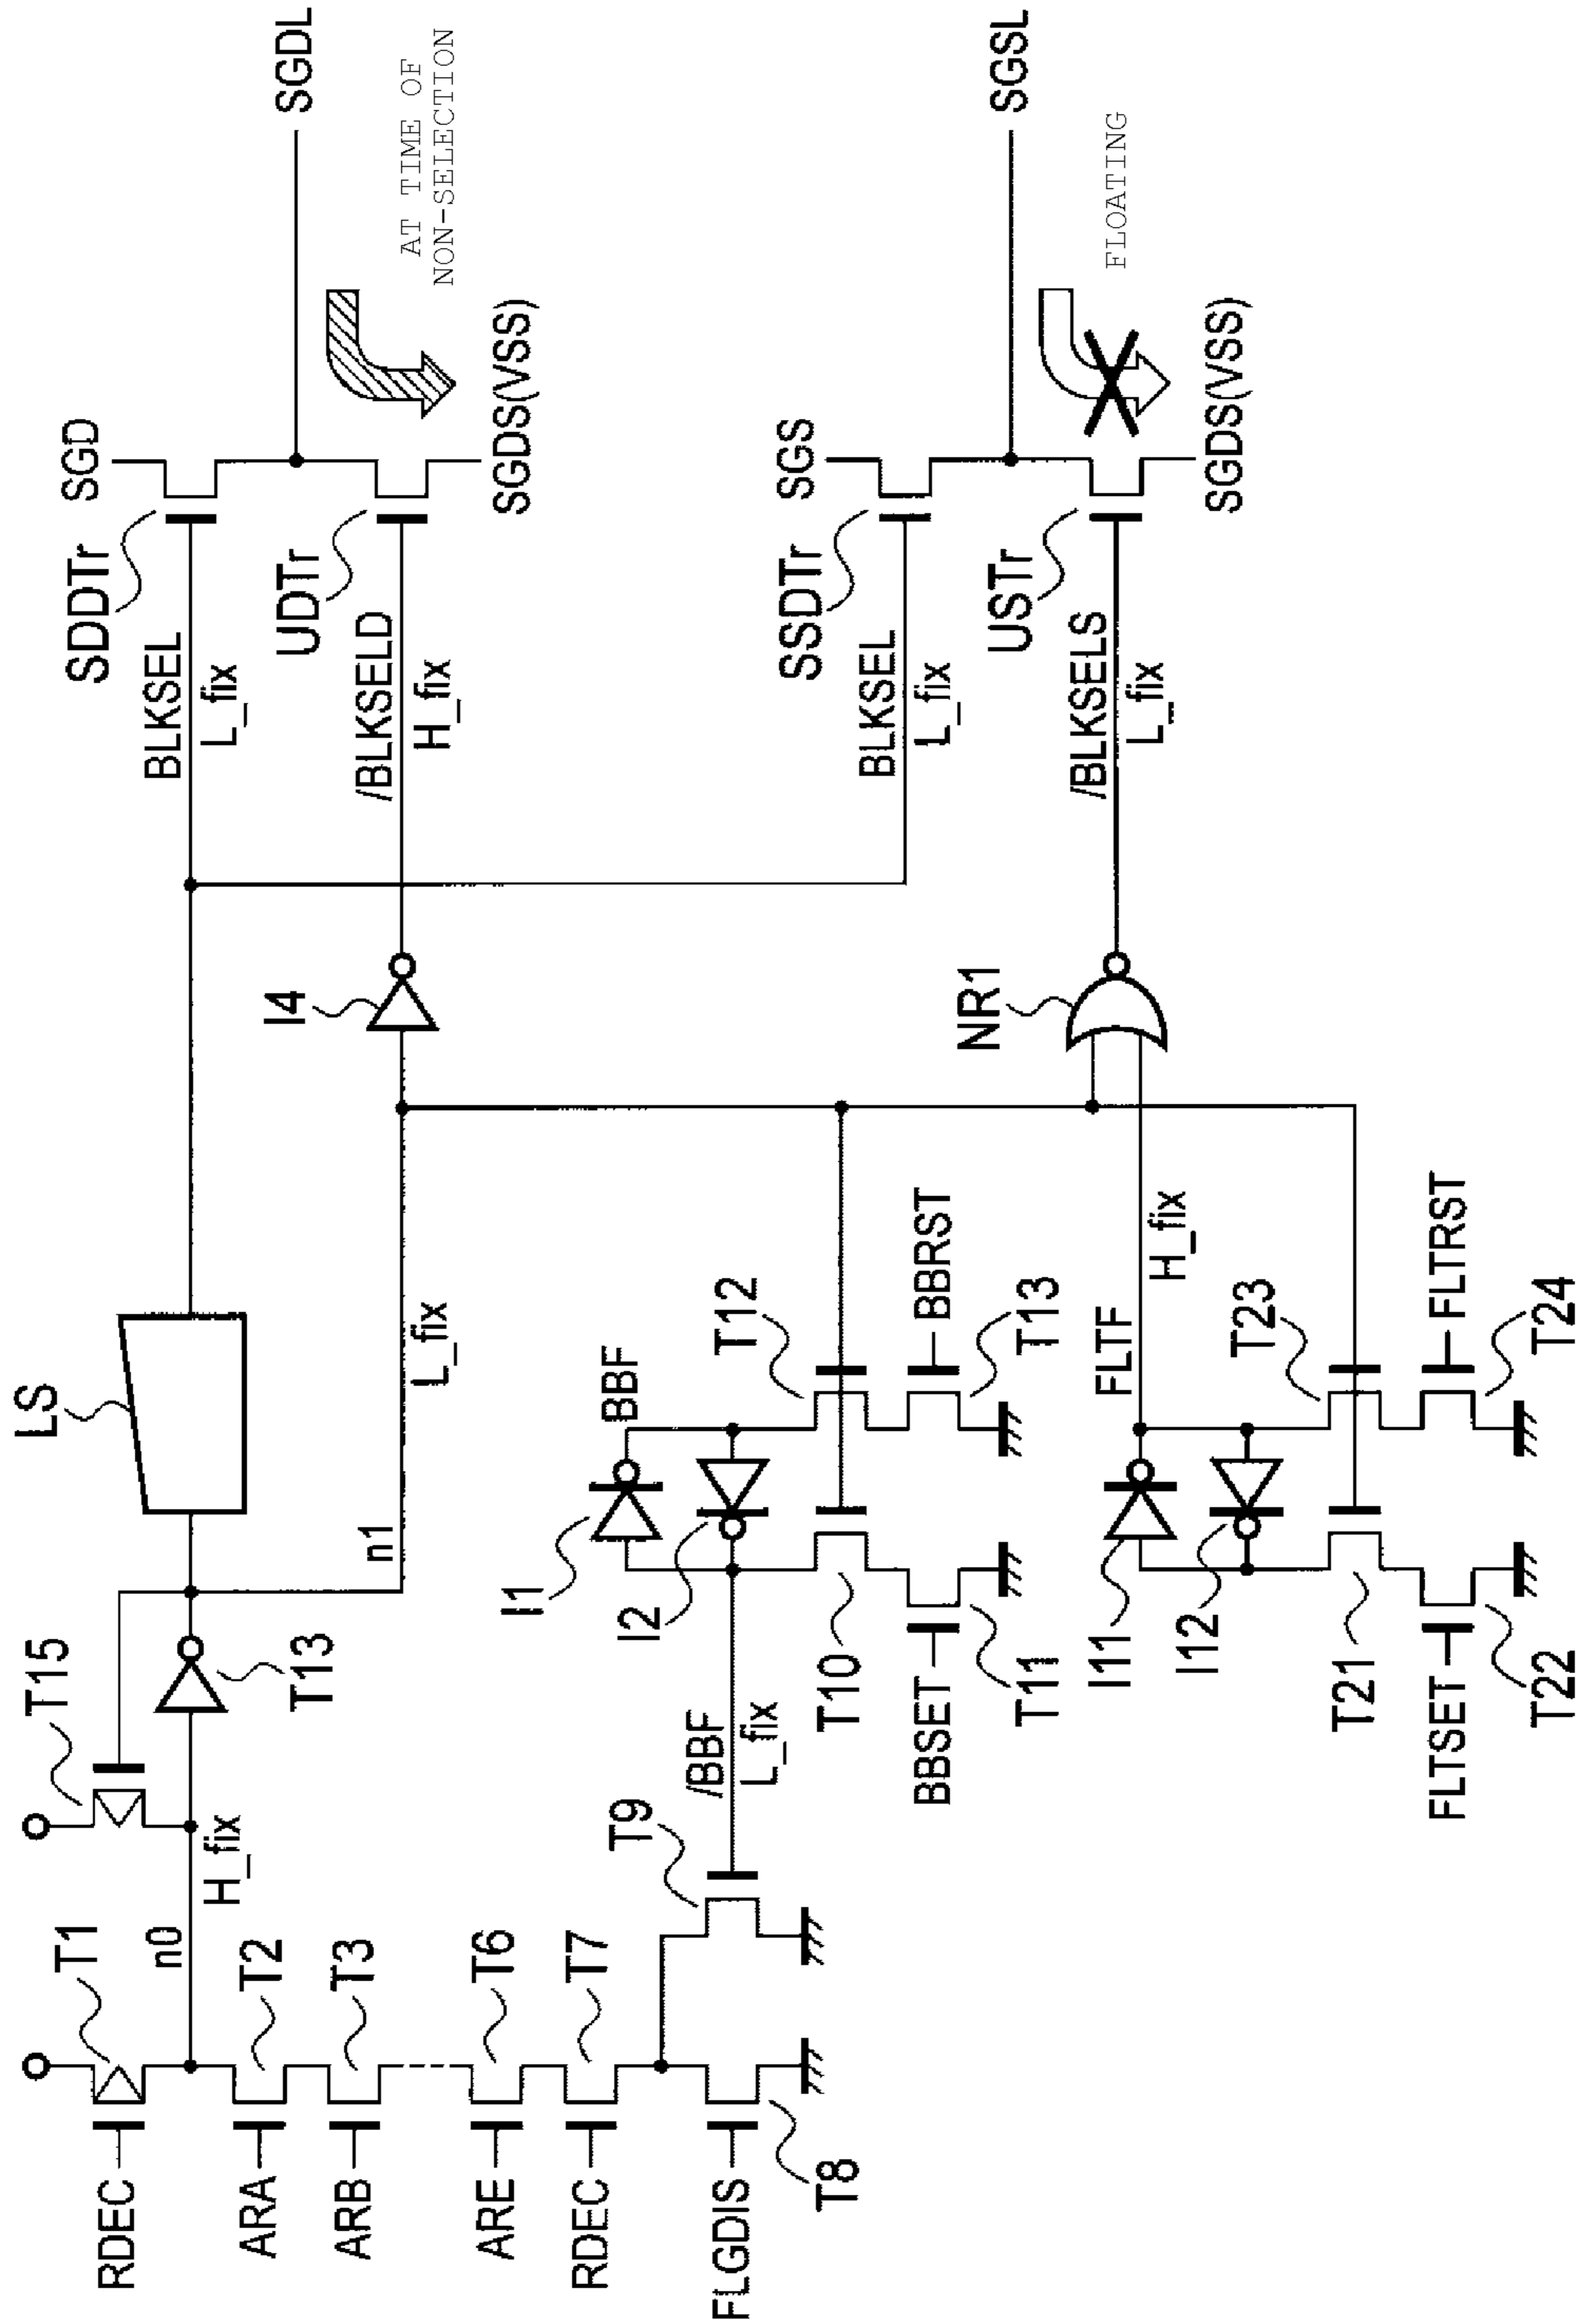 RDEC
T1
n0
H_fix
T15
T13
LS
BLKSEL
L_fix
SDDTr
SGD
SGDL
ARA
T2
ARB
T3
ARE
T6
RDEC
T7
FLGDIS
T8
T9
n1
L_fix
I4
/BLKSELD
H_fix
UDTr
SGDS(VSS)
AT TIME OF
NON-SELECTION
/BBF
L_fix
I1
I2
BBF
T10
BBSET
T11
T12
BBRST
T13
BLKSEL
L_fix
SSDTr
SGS
SGSL
NR1
/BLKSELS
L_fix
USTr
SGDS(VSS)
FLOATING
FLTF
H_fix
I11
I12
T21
FLTSET
T22
T23
FLTRST
T24